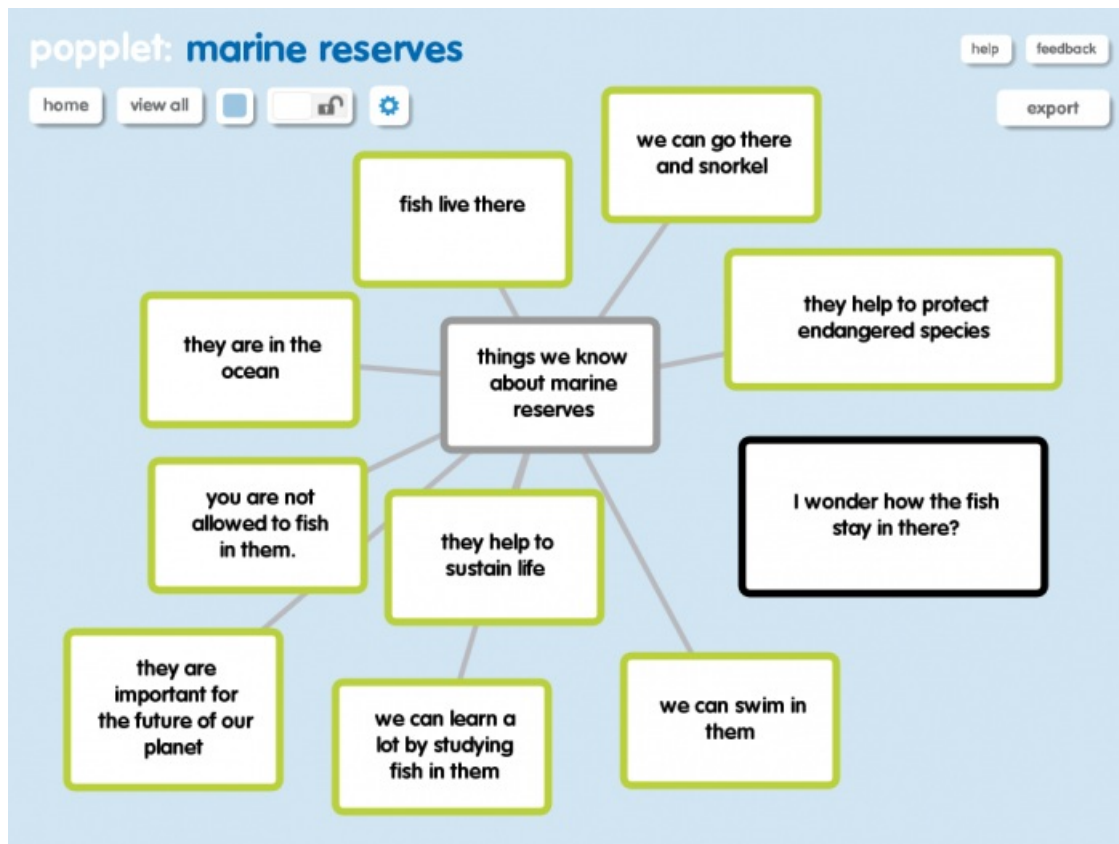 popplet: marine reserves
help
feedback
home
view all
export
we can go there
and snorkel
fish live there
they help to protect
endangered species
they are in the
ocean
things we know
about marine
reserves
you are not
allowed to fish
in them.
they help to
sustain life
I wonder how the fish
stay in there?
they are
important for
the future of our
planet
we can learn a
lot by studying
fish in them
we can swim in
them